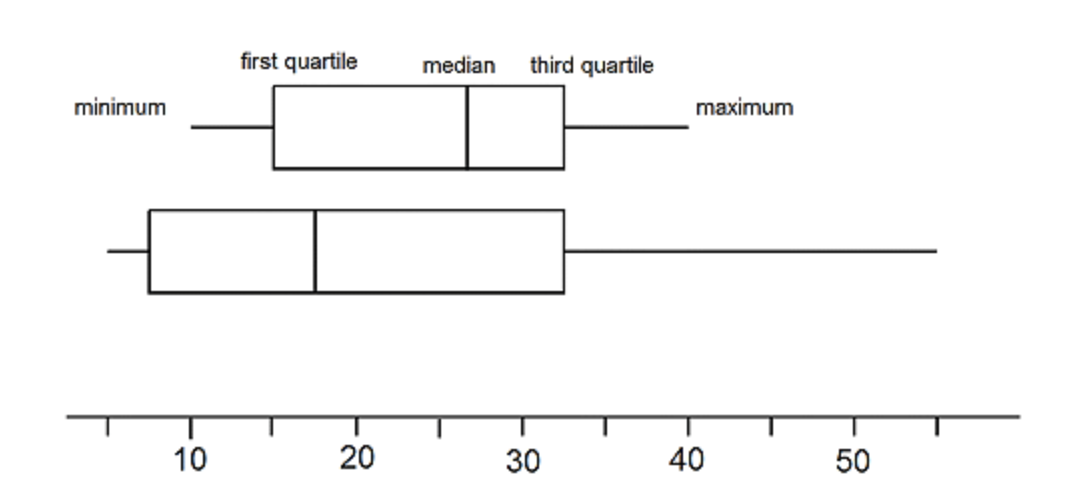 first quartile
median
third quartile
minimum
maximum
10
20
30
40
50